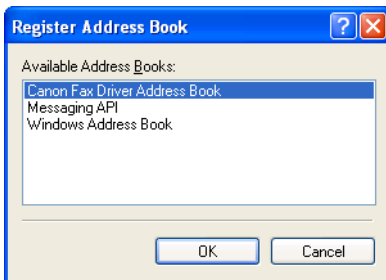 Register Address Book
Available Address Books:
Canon Fax Driver Address Book
Messaging API
Windows Address Book
OK Cancel